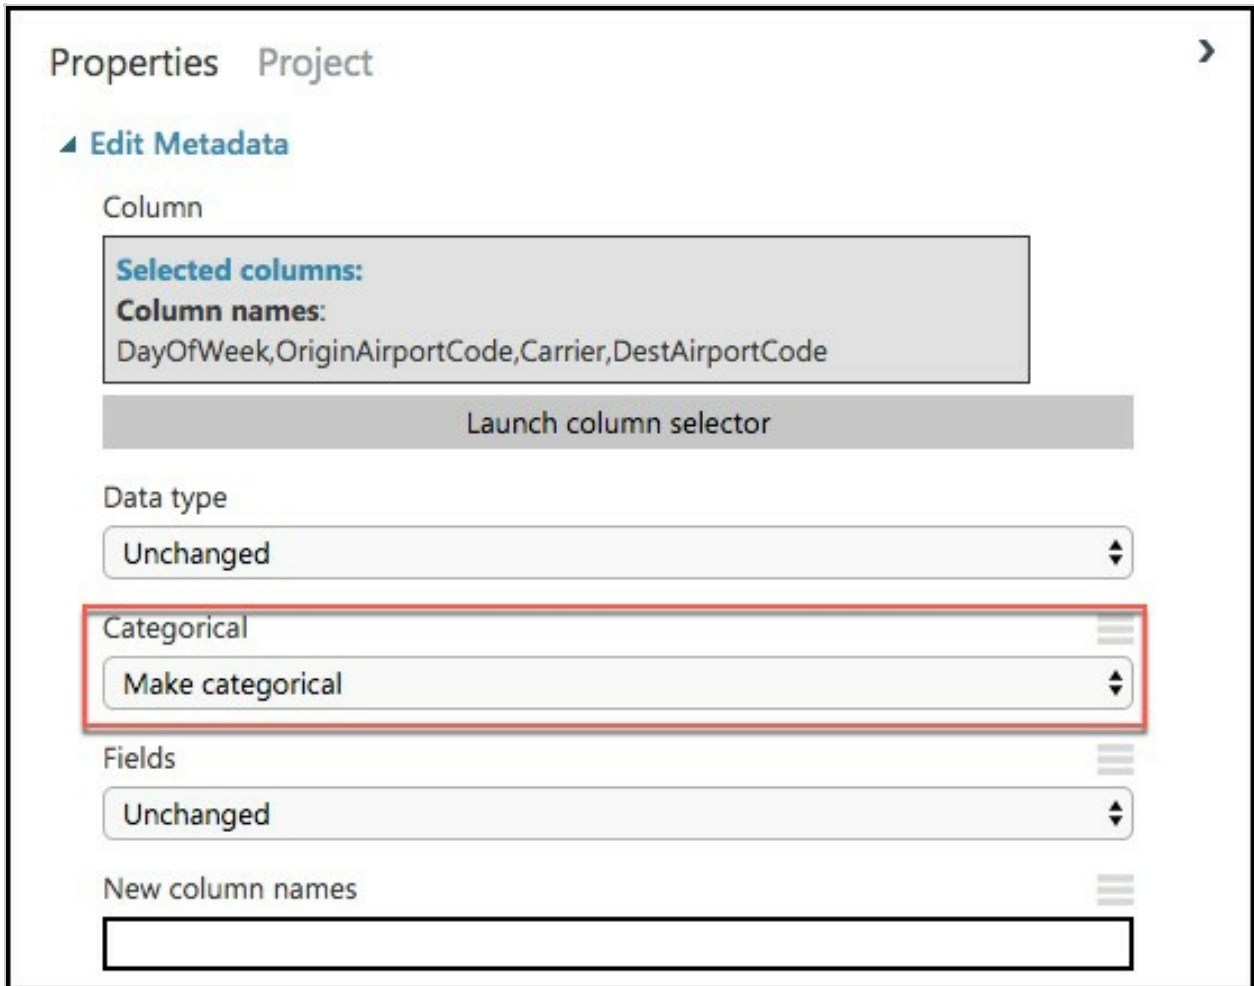 Properties Project
Edit Metadata
Column
Selected columns:
Column names:
DayOfWeek,OriginAirportCode,Carrier,DestAirportCode
Launch column selector
Data type
Unchanged
Categorical
Make categorical
Fields
Unchanged
New column names